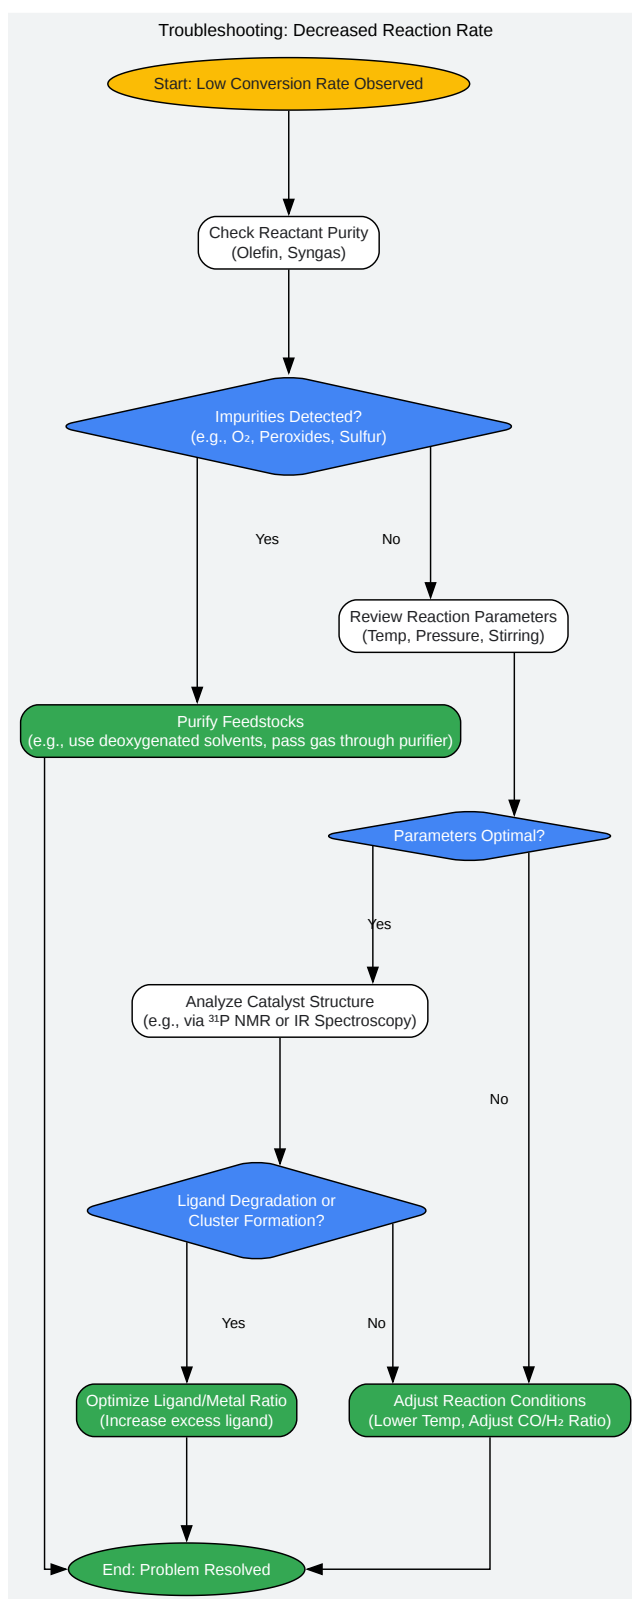 Troubleshooting: Decreased Reaction Rate
Start: Low Conversion Rate Observed
Check Reactant Purity
(Olefin, Syngas)
Impurities Detected?
(e.g., O₂, Peroxides, Sulfur)
Yes
No
Review Reaction Parameters
(Temp, Pressure, Stirring)
Purify Feedstocks
(e.g., use deoxygenated solvents, pass gas through purifier)
Parameters Optimal?
Yes
Analyze Catalyst Structure
(e.g., via ³¹P NMR or IR Spectroscopy)
No
Ligand Degradation or
Cluster Formation?
Yes
No
Optimize Ligand/Metal Ratio
(Increase excess ligand)
Adjust Reaction Conditions
(Lower Temp, Adjust CO/H₂ Ratio)
End: Problem Resolved